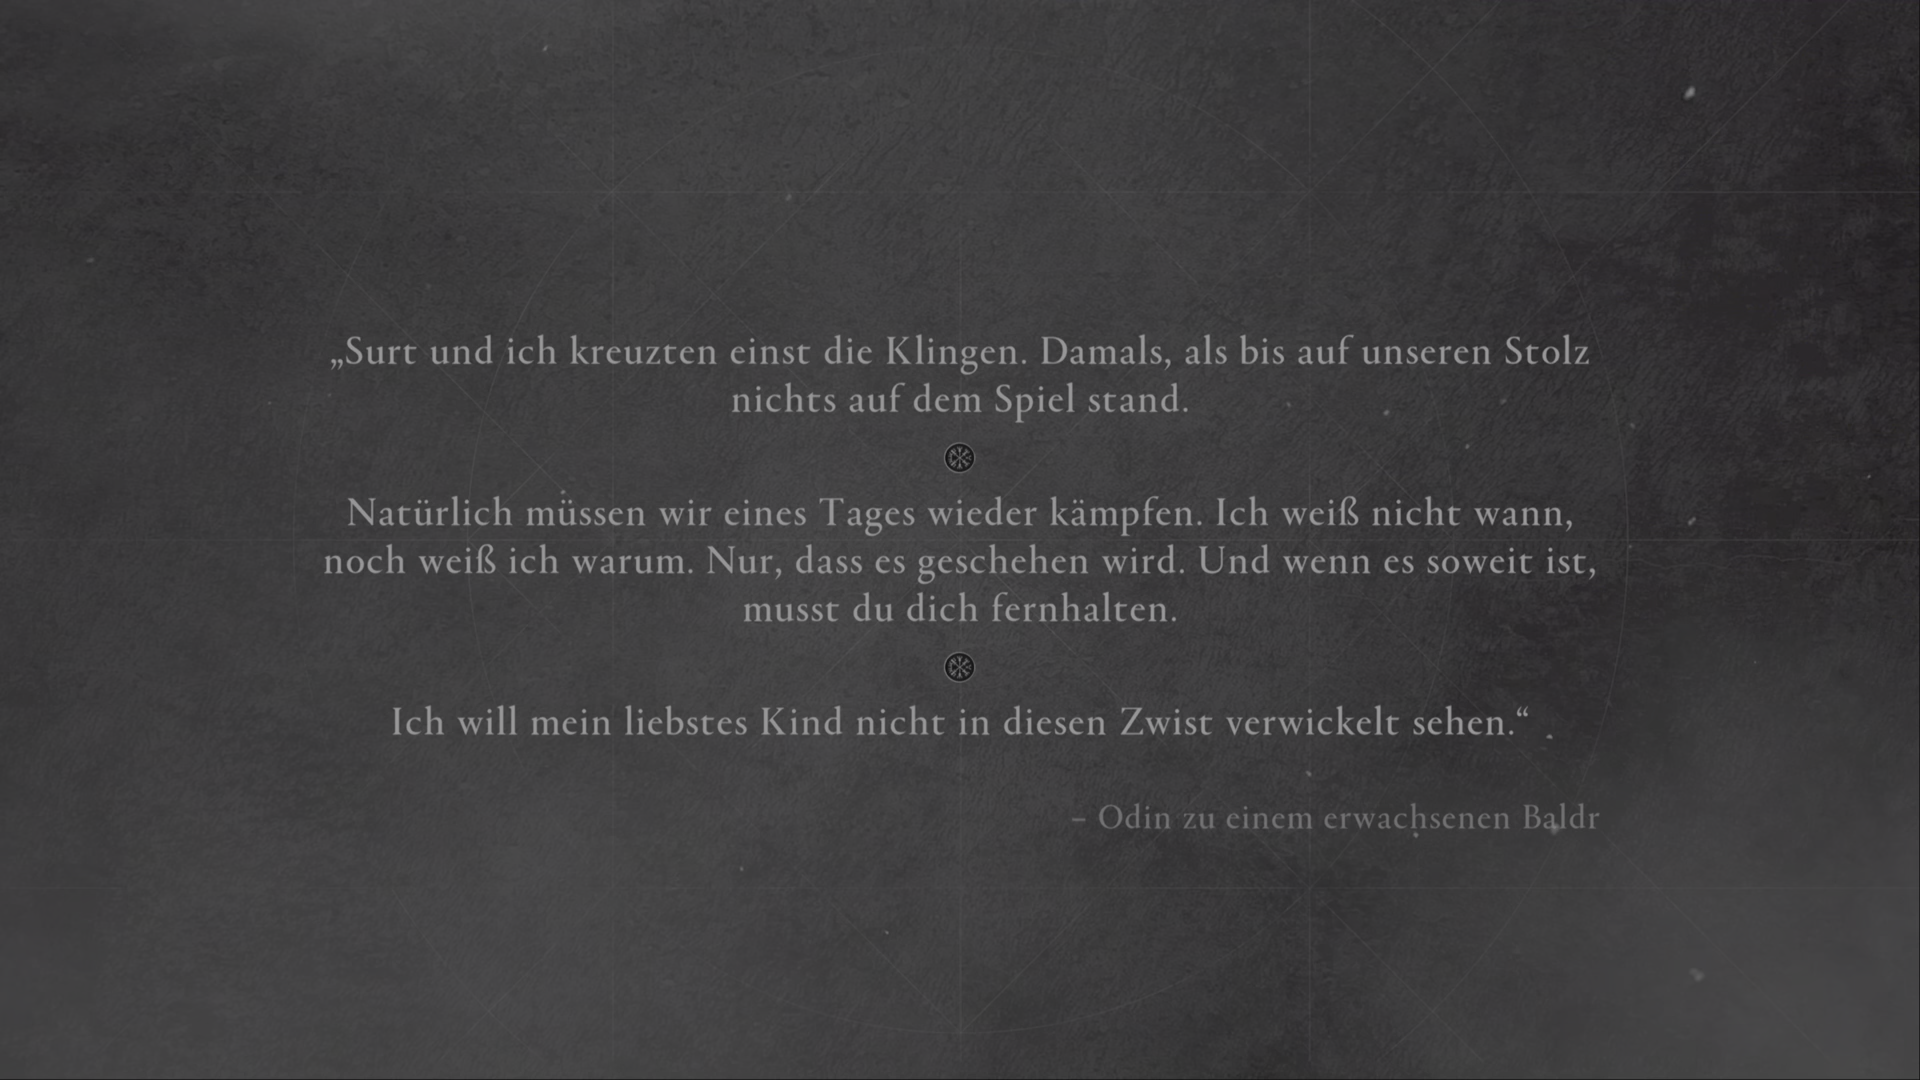 „Surt und ich kreuzten einst die Klingen. Damals, als bis auf unseren Stolz
nichts auf dem Spiel stand.
Natürlich müssen wir eines Tages wieder kämpfen. Ich weiß nicht wann,
noch weiß ich warum. Nur, dass es geschehen wird. Und wenn es soweit ist,
musst du dich fernhalten.
Ich will mein liebstes Kind nicht in diesen Zwist verwickelt sehen.“
– Odin zu einem erwachsenen Baldr